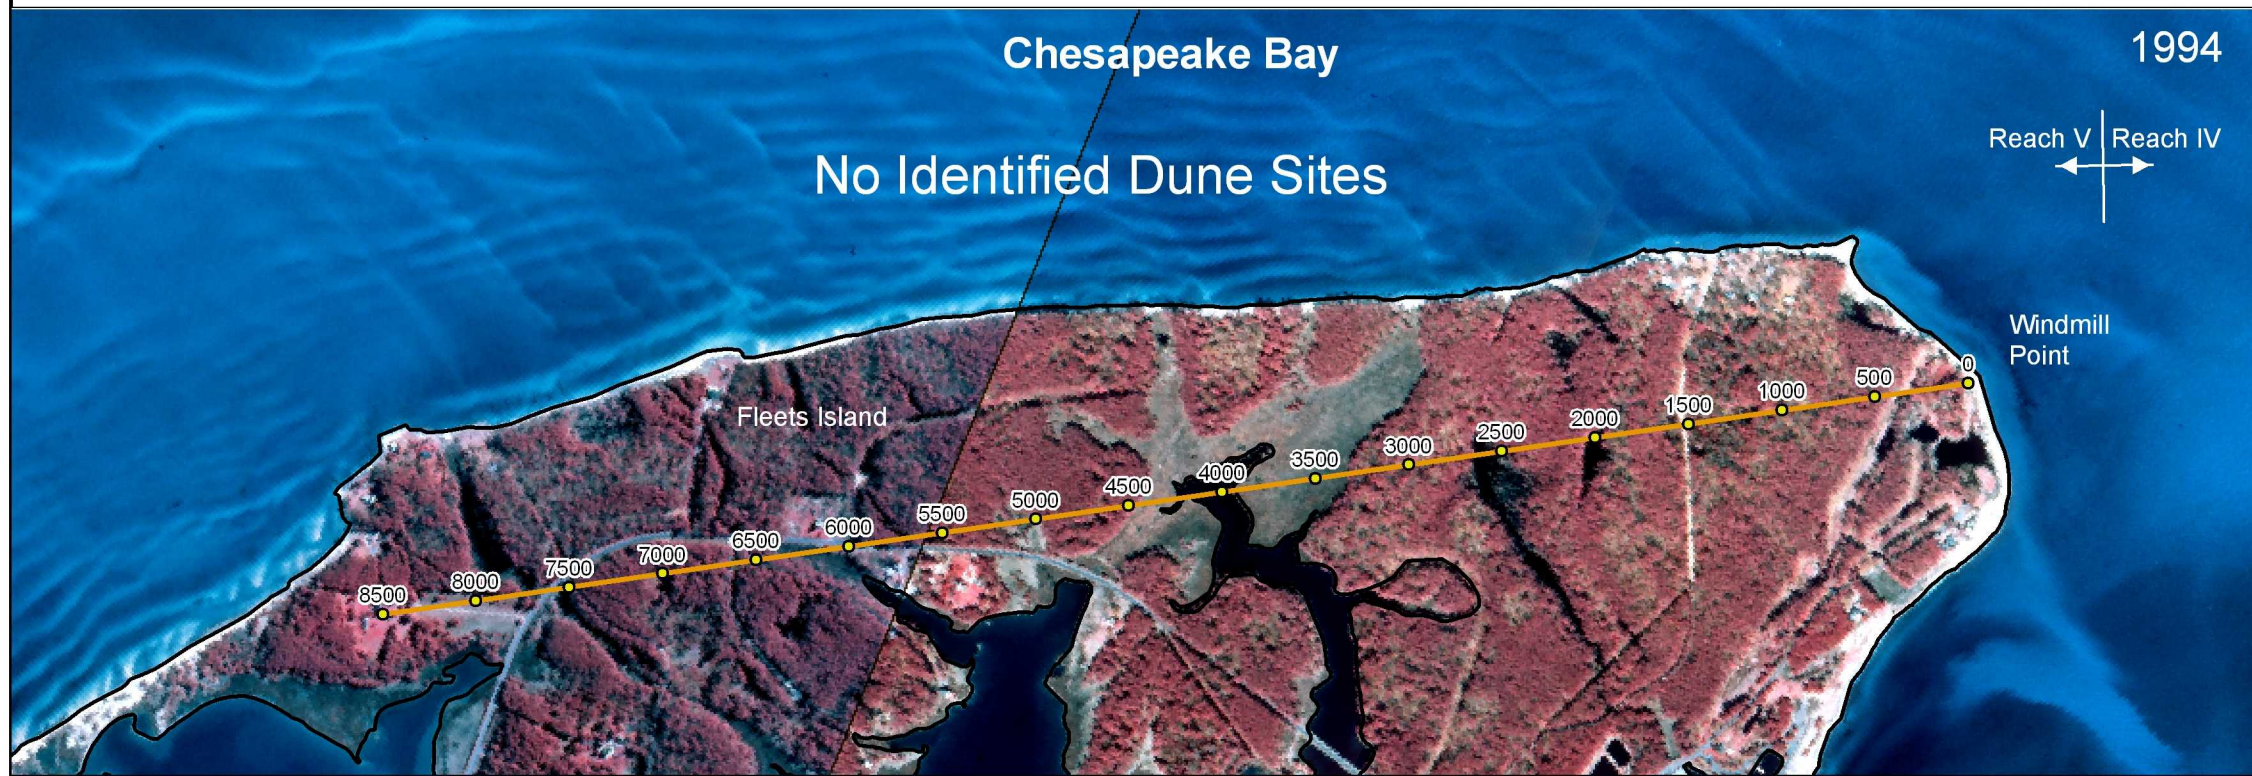 Chesapeake Bay
1994
Reach V
Reach IV
No Identified Dune Sites
Windmill
Point
Fleets Island
0
500
1000
1500
2000
2500
3000
3500
4000
4500
5000
5500
6000
6500
7000
7500
8000
8500